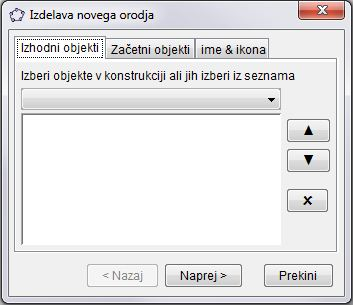 Izdelava novega orodja
Izhodni objekti
Začetni objekti
ime & ikona
Izberi objekte v konstrukciji ali jih izberi iz seznama
< Nazaj
Naprej >
Prekini